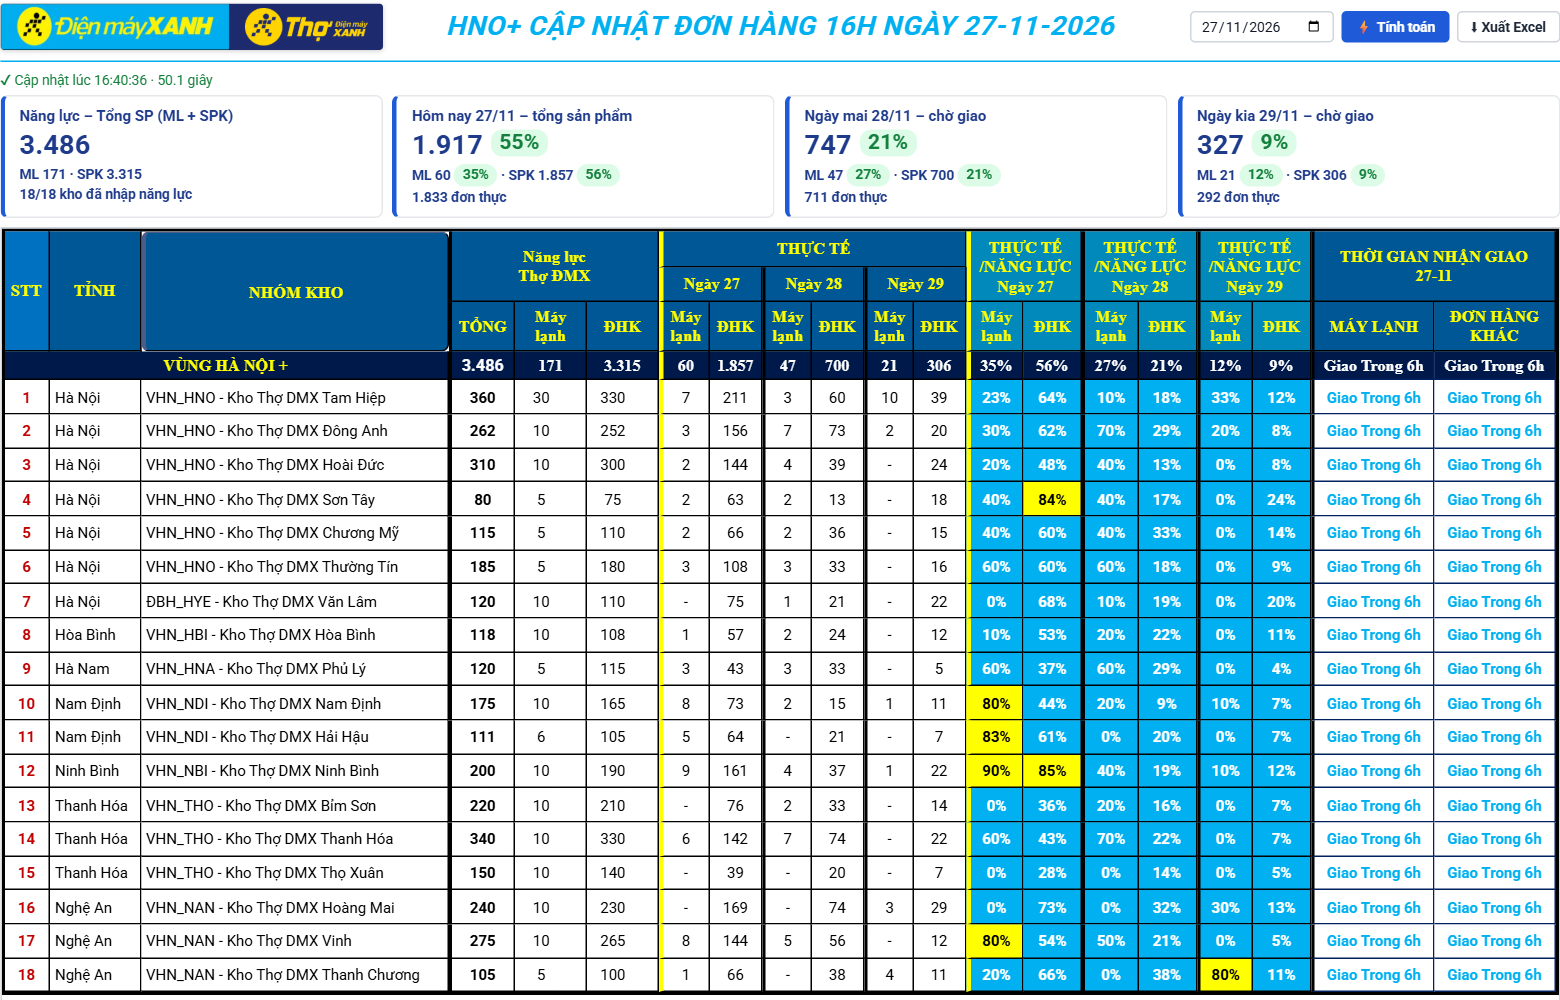 Điện máy XANH Thợ Điện máy XANH
HNO+ CẬP NHẬT ĐƠN HÀNG 16H NGÀY 27-11-2026
27/11/2026 Tính toán Xuất Excel
✓ Cập nhật lúc 16:40:36 · 50.1 giây
Năng lực – Tổng SP (ML + SPK)
3.486
ML 171 · SPK 3.315
18/18 kho đã nhập năng lực
Hôm nay 27/11 – tổng sản phẩm
1.917 55%
ML 60 35% · SPK 1.857 56%
1.833 đơn thực
Ngày mai 28/11 – chờ giao
747 21%
ML 47 27% · SPK 700 21%
711 đơn thực
Ngày kia 29/11 – chờ giao
327 9%
ML 21 12% · SPK 306 9%
292 đơn thực
STT TỈNH NHÓM KHO
Năng lực
Thợ ĐMX
TỔNG Máy lạnh ĐHK
THỰC TẾ
Ngày 27 Ngày 28 Ngày 29
Máy lạnh ĐHK Máy lạnh ĐHK Máy lạnh ĐHK
THỰC TẾ
/NĂNG LỰC
Ngày 27
Máy lạnh ĐHK
THỰC TẾ
/NĂNG LỰC
Ngày 28
Máy lạnh ĐHK
THỰC TẾ
/NĂNG LỰC
Ngày 29
Máy lạnh ĐHK
THỜI GIAN NHẬN GIAO
27-11
MÁY LẠNH ĐƠN HÀNG KHÁC
VÙNG HÀ NỘI + 3.486 171 3.315 60 1.857 47 700 21 306 35% 56% 27% 21% 12% 9% Giao Trong 6h Giao Trong 6h
1 Hà Nội VHN_HNO - Kho Thợ DMX Tam Hiệp 360 30 330 7 211 3 60 10 39 23% 64% 10% 18% 33% 12% Giao Trong 6h Giao Trong 6h
2 Hà Nội VHN_HNO - Kho Thợ DMX Đông Anh 262 10 252 3 156 7 73 2 20 30% 62% 70% 29% 20% 8% Giao Trong 6h Giao Trong 6h
3 Hà Nội VHN_HNO - Kho Thợ DMX Hoài Đức 310 10 300 2 144 4 39 - 24 20% 48% 40% 13% 0% 8% Giao Trong 6h Giao Trong 6h
4 Hà Nội VHN_HNO - Kho Thợ DMX Sơn Tây 80 5 75 2 63 2 13 - 18 40% 84% 40% 17% 0% 24% Giao Trong 6h Giao Trong 6h
5 Hà Nội VHN_HNO - Kho Thợ DMX Chương Mỹ 115 5 110 2 66 2 36 - 15 40% 60% 40% 33% 0% 14% Giao Trong 6h Giao Trong 6h
6 Hà Nội VHN_HNO - Kho Thợ DMX Thường Tín 185 5 180 3 108 3 33 - 16 60% 60% 60% 18% 0% 9% Giao Trong 6h Giao Trong 6h
7 Hà Nội ĐBH_HYE - Kho Thợ DMX Văn Lâm 120 10 110 - 75 1 21 - 22 0% 68% 10% 19% 0% 20% Giao Trong 6h Giao Trong 6h
8 Hòa Bình VHN_HBI - Kho Thợ DMX Hòa Bình 118 10 108 1 57 2 24 - 12 10% 53% 20% 22% 0% 11% Giao Trong 6h Giao Trong 6h
9 Hà Nam VHN_HNA - Kho Thợ DMX Phủ Lý 120 5 115 3 43 3 33 - 5 60% 37% 60% 29% 0% 4% Giao Trong 6h Giao Trong 6h
10 Nam Định VHN_NDI - Kho Thợ DMX Nam Định 175 10 165 8 73 2 15 1 11 80% 44% 20% 9% 10% 7% Giao Trong 6h Giao Trong 6h
11 Nam Định VHN_NDI - Kho Thợ DMX Hải Hậu 111 6 105 5 64 - 21 - 7 83% 61% 0% 20% 0% 7% Giao Trong 6h Giao Trong 6h
12 Ninh Bình VHN_NBI - Kho Thợ DMX Ninh Bình 200 10 190 9 161 4 37 1 22 90% 85% 40% 19% 10% 12% Giao Trong 6h Giao Trong 6h
13 Thanh Hóa VHN_THO - Kho Thợ DMX Bỉm Sơn 220 10 210 - 76 2 33 - 14 0% 36% 20% 16% 0% 7% Giao Trong 6h Giao Trong 6h
14 Thanh Hóa VHN_THO - Kho Thợ DMX Thanh Hóa 340 10 330 6 142 7 74 - 22 60% 43% 70% 22% 0% 7% Giao Trong 6h Giao Trong 6h
15 Thanh Hóa VHN_THO - Kho Thợ DMX Thọ Xuân 150 10 140 - 39 - 20 - 7 0% 28% 0% 14% 0% 5% Giao Trong 6h Giao Trong 6h
16 Nghệ An VHN_NAN - Kho Thợ DMX Hoàng Mai 240 10 230 - 169 - 74 3 29 0% 73% 0% 32% 30% 13% Giao Trong 6h Giao Trong 6h
17 Nghệ An VHN_NAN - Kho Thợ DMX Vinh 275 10 265 8 144 5 56 - 12 80% 54% 50% 21% 0% 5% Giao Trong 6h Giao Trong 6h
18 Nghệ An VHN_NAN - Kho Thợ DMX Thanh Chương 105 5 100 1 66 - 38 4 11 20% 66% 0% 38% 80% 11% Giao Trong 6h Giao Trong 6h